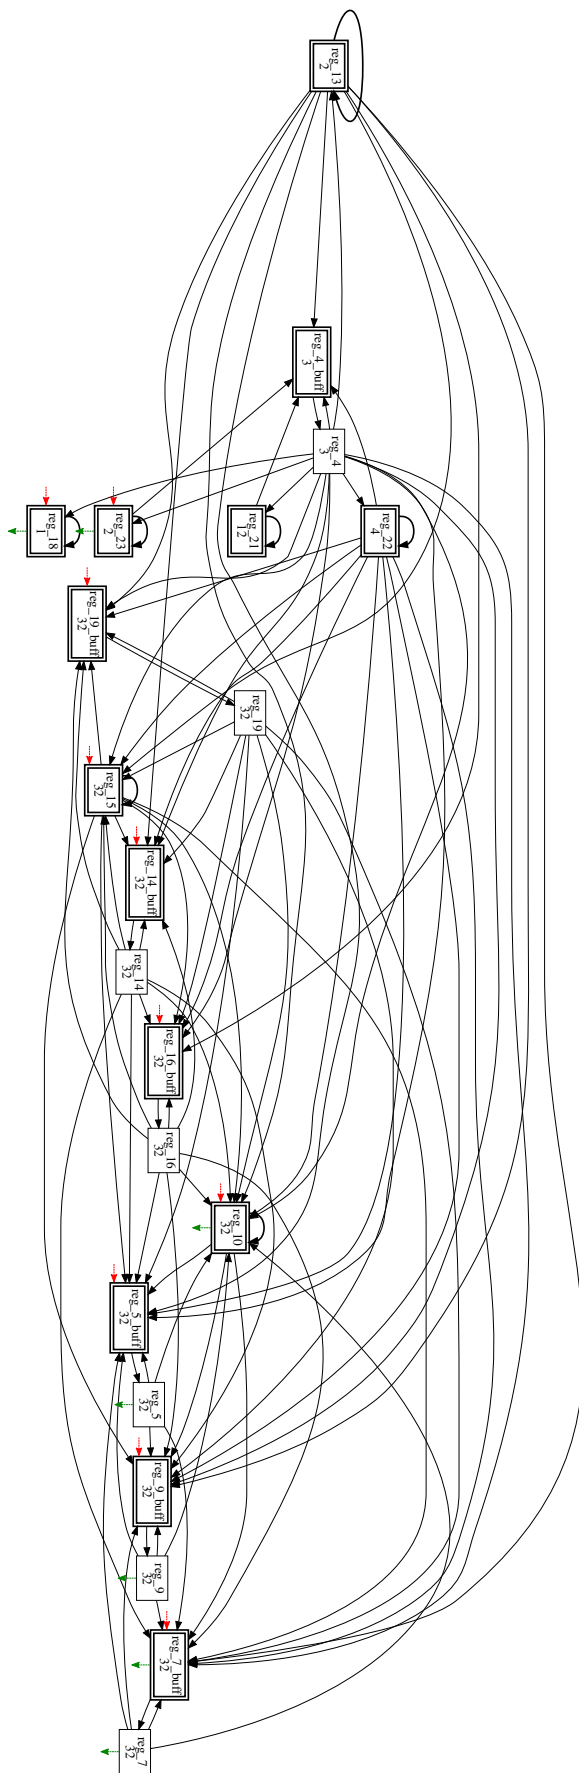 reg_13
2
reg_4_buff
3
reg_4
3
reg_18
1
reg_23
2
reg_21
12
reg_22
4
reg_19_buff
32
reg_19
32
reg_15
32
reg_14_buff
32
reg_14
32
reg_16_buff
32
reg_16
32
reg_10
32
reg_5_buff
32
reg_5
32
reg_9_buff
32
reg_9
32
reg_7_buff
32
reg_7
32